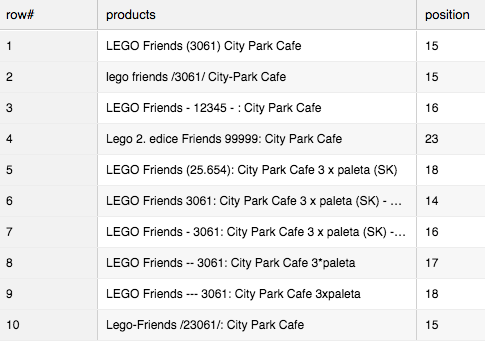 row# products position
1 LEGO Friends (3061) City Park Cafe 15
2 lego friends /3061/ City-Park Cafe 15
3 LEGO Friends - 12345 - : City Park Cafe 16
4 Lego 2. edice Friends 99999: City Park Cafe 23
5 LEGO Friends (25.654): City Park Cafe 3 x paleta (SK) 18
6 LEGO Friends 3061: City Park Cafe 3 x paleta (SK) - ... 14
7 LEGO Friends - 3061: City Park Cafe 3 x paleta (SK) -... 16
8 LEGO Friends -- 3061: City Park Cafe 3*paleta 17
9 LEGO Friends --- 3061: City Park Cafe 3xpaleta 18
10 Lego-Friends /23061/: City Park Cafe 15